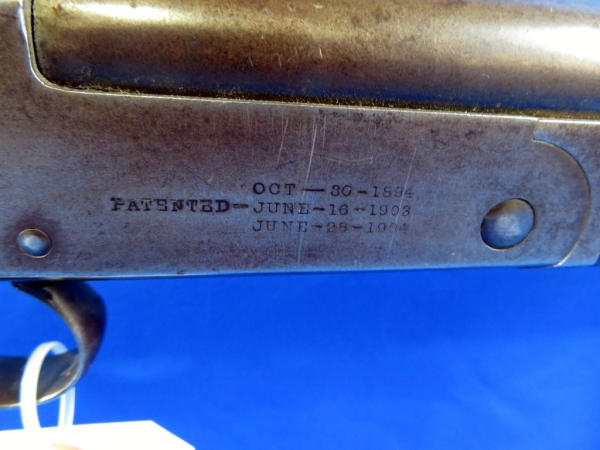 OCT — 30 - 1894
PATENTED — JUNE - 16 - 1903
JUNE - 28 - 1904